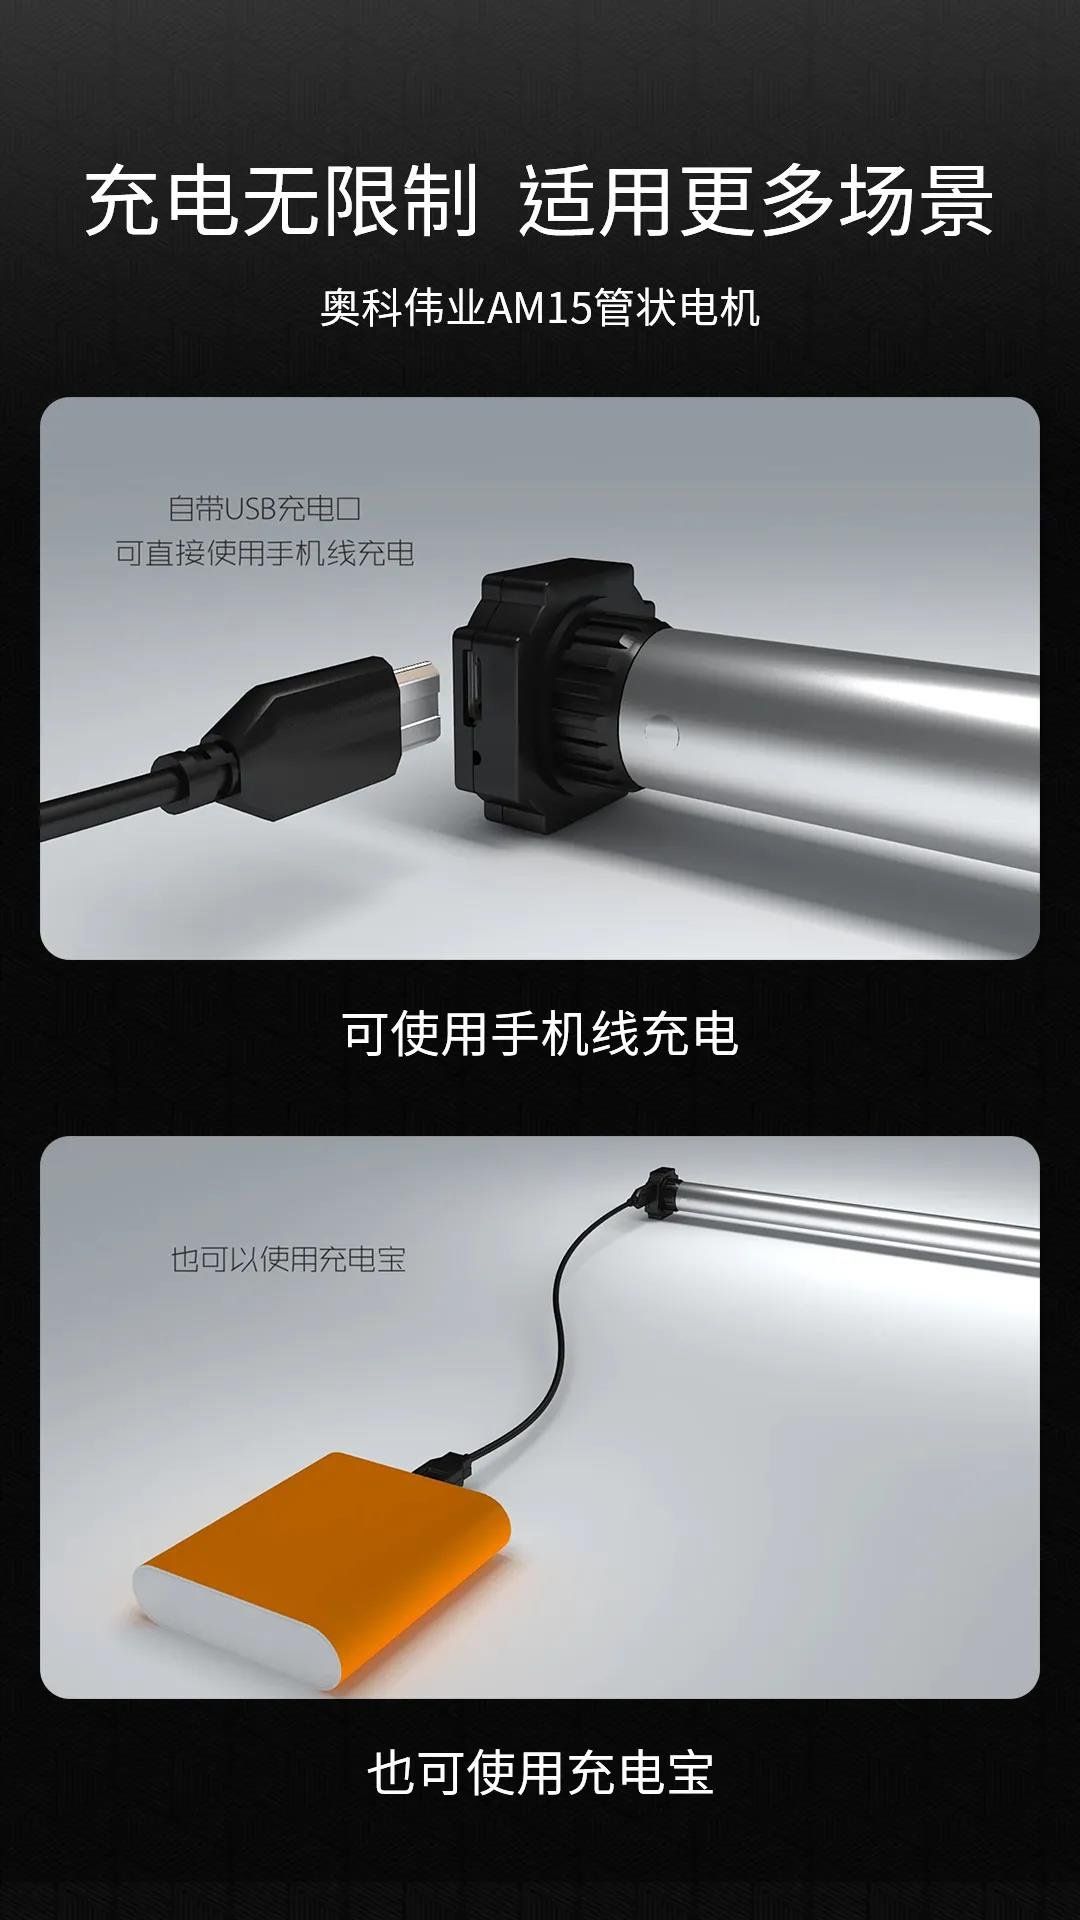 充电无限制 适用更多场景
奥科伟业AM15管状电机
自带USB充电口
可直接使用手机线充电
可使用手机线充电
也可以使用充电宝
也可使用充电宝